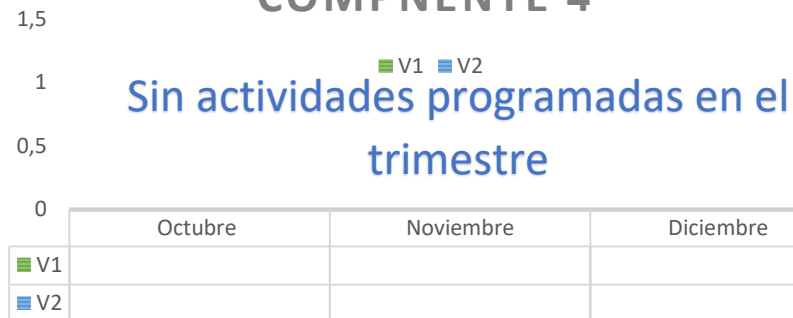 COMPNENTE 4
1,5
V1 V2
1
Sin actividades programadas en el
trimestre
0,5
0
Octubre Noviembre Diciembre
V1
V2